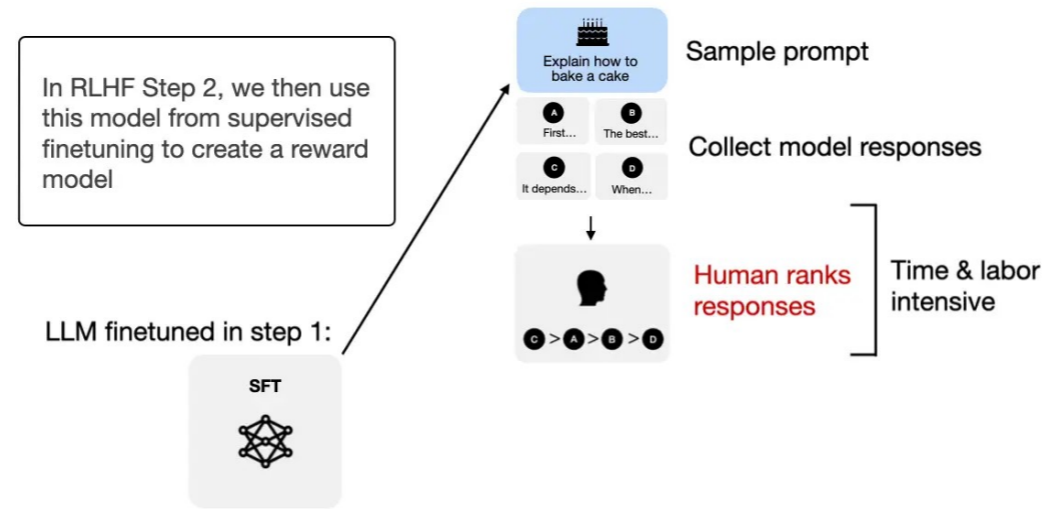 In RLHF Step 2, we then use
this model from supervised
finetuning to create a reward
model
LLM finetuned in step 1:
SFT
Explain how to
bake a cake
Sample prompt
A
First...
B
The best...
C
It depends...
D
When...
Collect model responses
C > A > B > D
Human ranks
responses
Time & labor
intensive